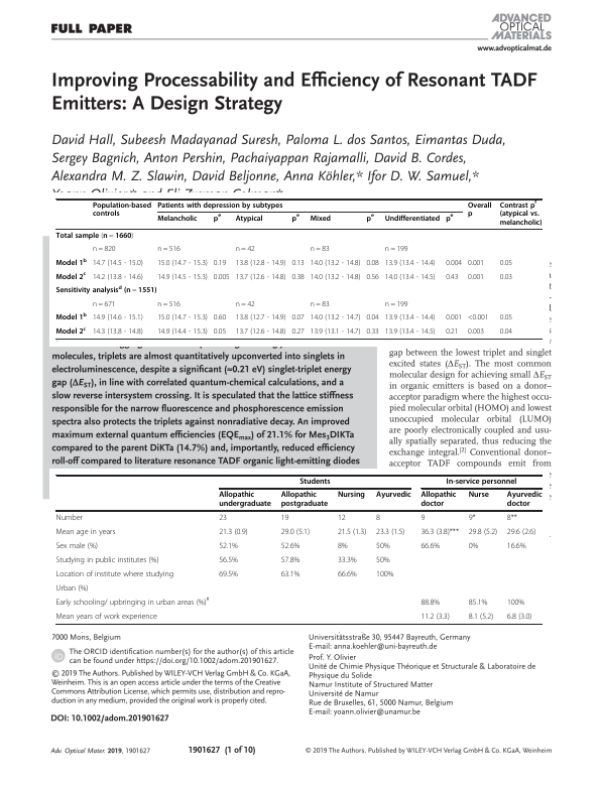 FULL PAPER
ADVANCED
OPTICAL
MATERIALS
www.advopticalmat.de
Improving Processability and Efficiency of Resonant TADF
Emitters: A Design Strategy
David Hall, Subeesh Madayanad Suresh, Paloma L. dos Santos, Eimantas Duda,
Sergey Bagnich, Anton Pershin, Pachaiyappan Rajamalli, David B. Cordes,
Alexandra M. Z. Slawin, David Beljonne, Anna Köhler,* Ifor D. W. Samuel,*
Population-based controls Patients with depression by subtypes Overall p Contrast pf (atypical vs. melancholic)
Melancholic pe Atypical pe Mixed pe Undifferentiated pe
Total sample (n = 1660)
n = 820 n = 516 n = 42 n = 83 n = 199
Model 1b 14.7 (14.5 - 15.0) 15.0 (14.7 - 15.3) 0.19 13.8 (12.8 - 14.9) 0.13 14.0 (13.2 - 14.8) 0.08 13.9 (13.4 - 14.4) 0.004 0.001 0.05
Model 2c 14.2 (13.8 - 14.6) 14.9 (14.5 - 15.3) 0.005 13.7 (12.6 - 14.8) 0.38 14.0 (13.2 - 14.8) 0.56 14.0 (13.5 - 14.5) 0.43 0.001 0.03
Sensitivity analysisd (n = 1551)
n = 671 n = 516 n = 42 n = 83 n = 199
Model 1b 14.9 (14.6 - 15.1) 15.0 (14.7 - 15.3) 0.60 13.8 (12.7 - 14.9) 0.07 14.0 (13.2 - 14.7) 0.04 13.9 (13.4 - 14.4) 0.001 <0.001 0.05
Model 2c 14.3 (13.8 - 14.8) 14.9 (14.4 - 15.3) 0.05 13.7 (12.6 - 14.8) 0.27 13.9 (13.1 - 14.7) 0.33 13.9 (13.4 - 14.5) 0.21 0.003 0.04
molecules, triplets are almost quantitatively upconverted into singlets in
electroluminescence, despite a significant (≈0.21 eV) singlet-triplet energy
gap (ΔEST), in line with correlated quantum-chemical calculations, and a
slow reverse intersystem crossing. It is speculated that the lattice stiffness
responsible for the narrow fluorescence and phosphorescence emission
spectra also protects the triplets against nonradiative decay. An improved
maximum external quantum efficiencies (EQEmax) of 21.1% for Mes3DIKTa
compared to the parent DiKTa (14.7%) and, importantly, reduced efficiency
roll-off compared to literature resonance TADF organic light-emitting diodes
gap between the lowest triplet and singlet
excited states (ΔEST). The most common
molecular design for achieving small ΔEST
in organic emitters is based on a donor–
acceptor paradigm where the highest occu-
pied molecular orbital (HOMO) and lowest
unoccupied molecular orbital (LUMO)
are poorly electronically coupled and usu-
ally spatially separated, thus reducing the
exchange integral.[2] Conventional donor–
acceptor TADF compounds emit from
Students In-service personnel
Allopathic undergraduate Allopathic postgraduate Nursing Ayurvedic Allopathic doctor Nurse Ayurvedic doctor
Number 23 19 12 8 9 9* 8**
Mean age in years 21.3 (0.9) 29.0 (5.1) 21.5 (1.3) 23.3 (1.5) 36.3 (3.8)*** 29.8 (5.2) 29.6 (2.6)
Sex male (%) 52.1% 52.6% 8% 50% 66.6% 0% 16.6%
Studying in public institutes (%) 56.5% 57.8% 33.3% 50%
Location of institute where studying 69.5% 63.1% 66.6% 100%
Urban (%)
Early schooling/ upbringing in urban areas (%)# 88.8% 85.1% 100%
Mean years of work experience 11.2 (3.3) 8.1 (5.2) 6.8 (3.0)
7000 Mons, Belgium
The ORCID identification number(s) for the author(s) of this article
can be found under https://doi.org/10.1002/adom.201901627.
© 2019 The Authors. Published by WILEY-VCH Verlag GmbH & Co. KGaA,
Weinheim. This is an open access article under the terms of the Creative
Commons Attribution License, which permits use, distribution and repro-
duction in any medium, provided the original work is properly cited.
DOI: 10.1002/adom.201901627
Universitätsstraße 30, 95447 Bayreuth, Germany
E-mail: anna.koehler@uni-bayreuth.de
Prof. Y. Olivier
Unité de Chimie Physique Théorique et Structurale & Laboratoire de
Physique du Solide
Namur Institute of Structured Matter
Université de Namur
Rue de Bruxelles, 61, 5000 Namur, Belgium
E-mail: yoann.olivier@unamur.be
Adv. Optical Mater. 2019, 1901627
1901627 (1 of 10)
© 2019 The Authors. Published by WILEY-VCH Verlag GmbH & Co. KGaA, Weinheim